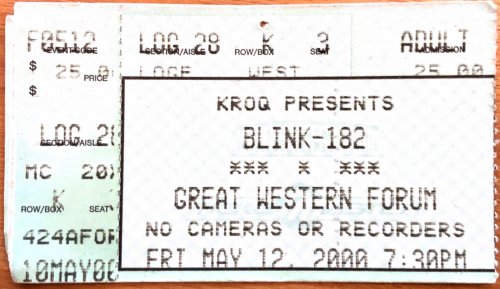 F0512 LOG 28 K 3 ADULT
EVENT CODE SECTION/AISLE ROW/BOX SEAT ADMISSION
$ 25.0 LOGE WEST 25.00
PRICE
$
KROQ PRESENTS
LOG 28 BLINK-182
SECTION/AISLE
*** * ***
MC 20
GREAT WESTERN FORUM
K
ROW/BOX SEAT
NO CAMERAS OR RECORDERS
424AFOR
10MAY00 FRI MAY 12, 2000 7:30PM